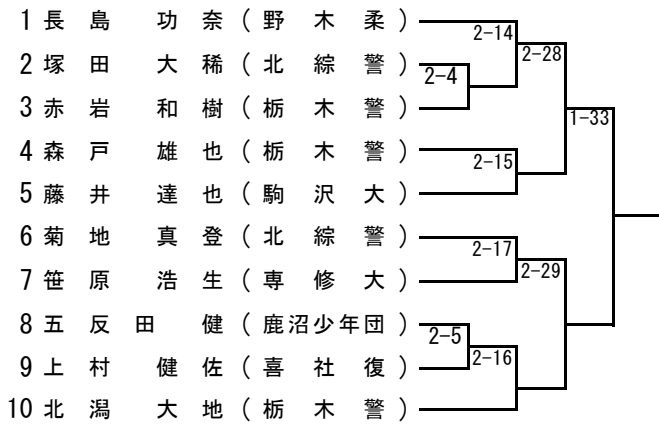 1 長島 功奈 (野木柔)
2-14
2-28
2 塚田 大稀 (北綜警)
2-4
3 赤岩 和樹 (栃木警)
1-33
4 森戸 雄也 (栃木警)
2-15
5 藤井 達也 (駒沢大)
6 菊地 真登 (北綜警)
2-17
7 笹原 浩生 (専修大)
2-29
8 五反田 健 (鹿沼少年団)
2-5
9 上村 健佐 (喜社復)
2-16
10 北潟 大地 (栃木警)